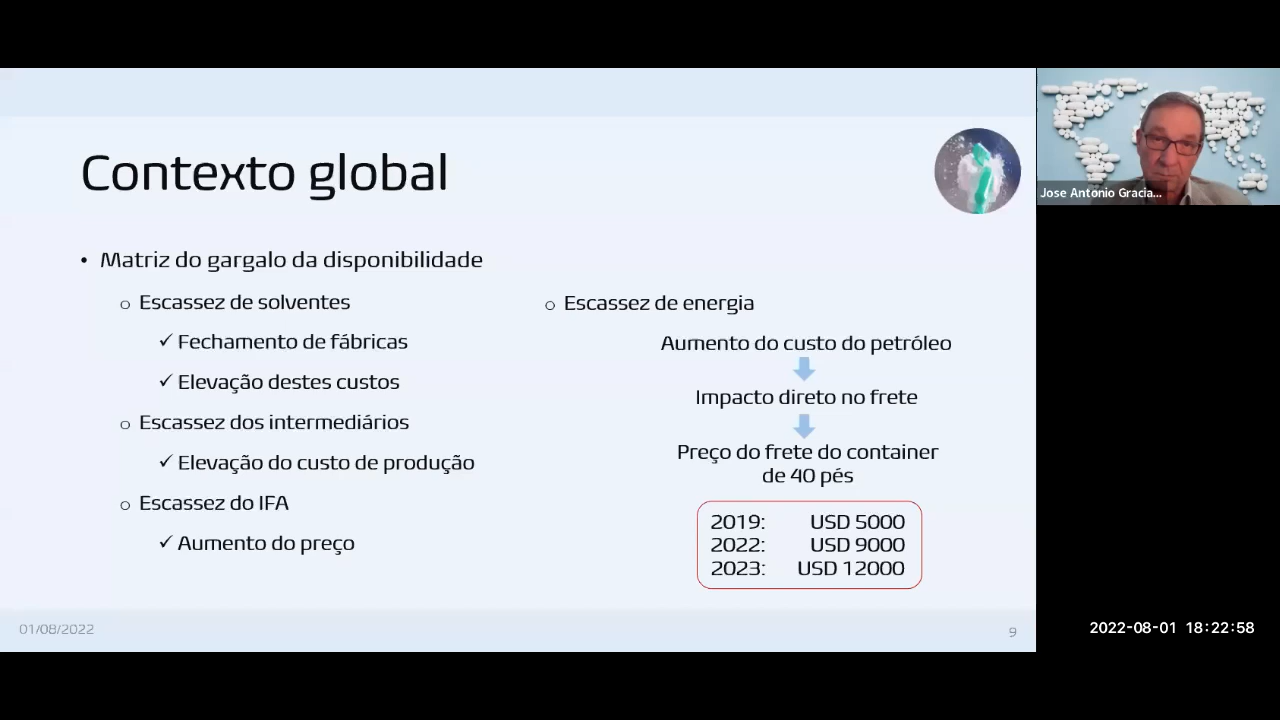 Contexto global
• Matriz do gargalo da disponibilidade
o Escassez de solventes
✓ Fechamento de fábricas
✓ Elevação destes custos
o Escassez dos intermediários
✓ Elevação do custo de produção
o Escassez do IFA
✓ Aumento do preço
o Escassez de energia
Aumento do custo do petróleo
Impacto direto no frete
Preço do frete do container
de 40 pés
2019: USD 5000
2022: USD 9000
2023: USD 12000
01/08/2022
9
Jose Antonio Gracia...
2022-08-01 18:22:58